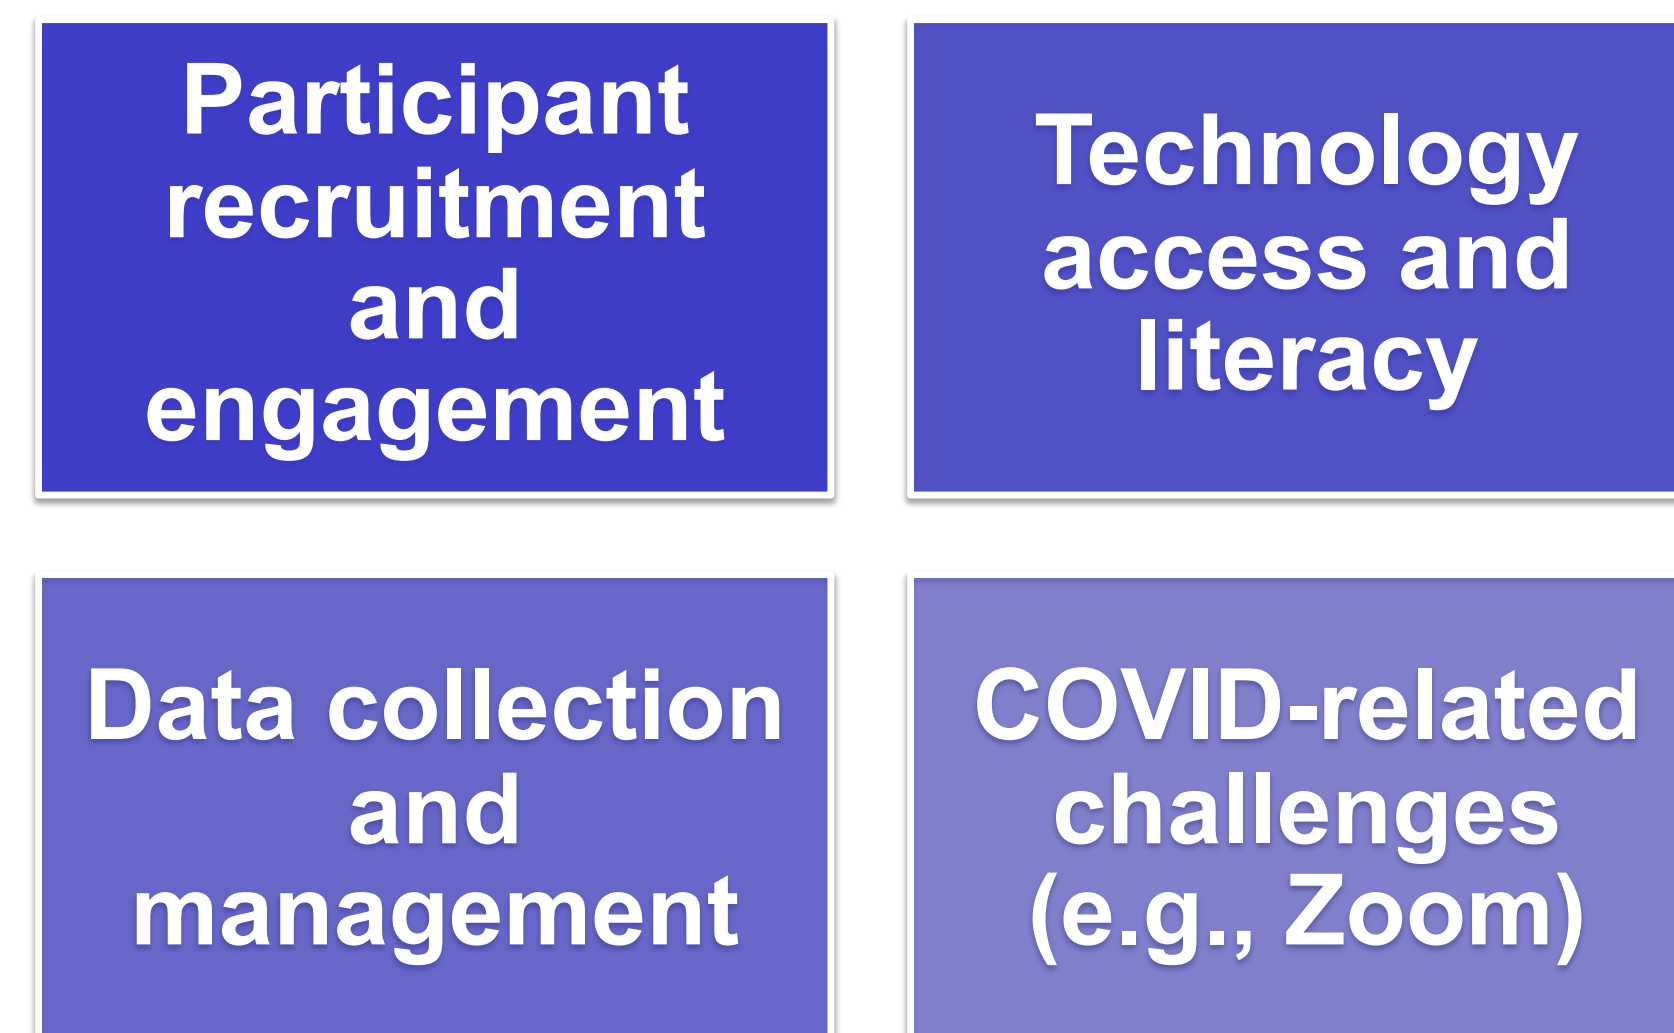 Participant
recruitment
and
engagement
Technology
access and
literacy
Data collection
and
management
COVID-related
challenges
(e.g., Zoom)